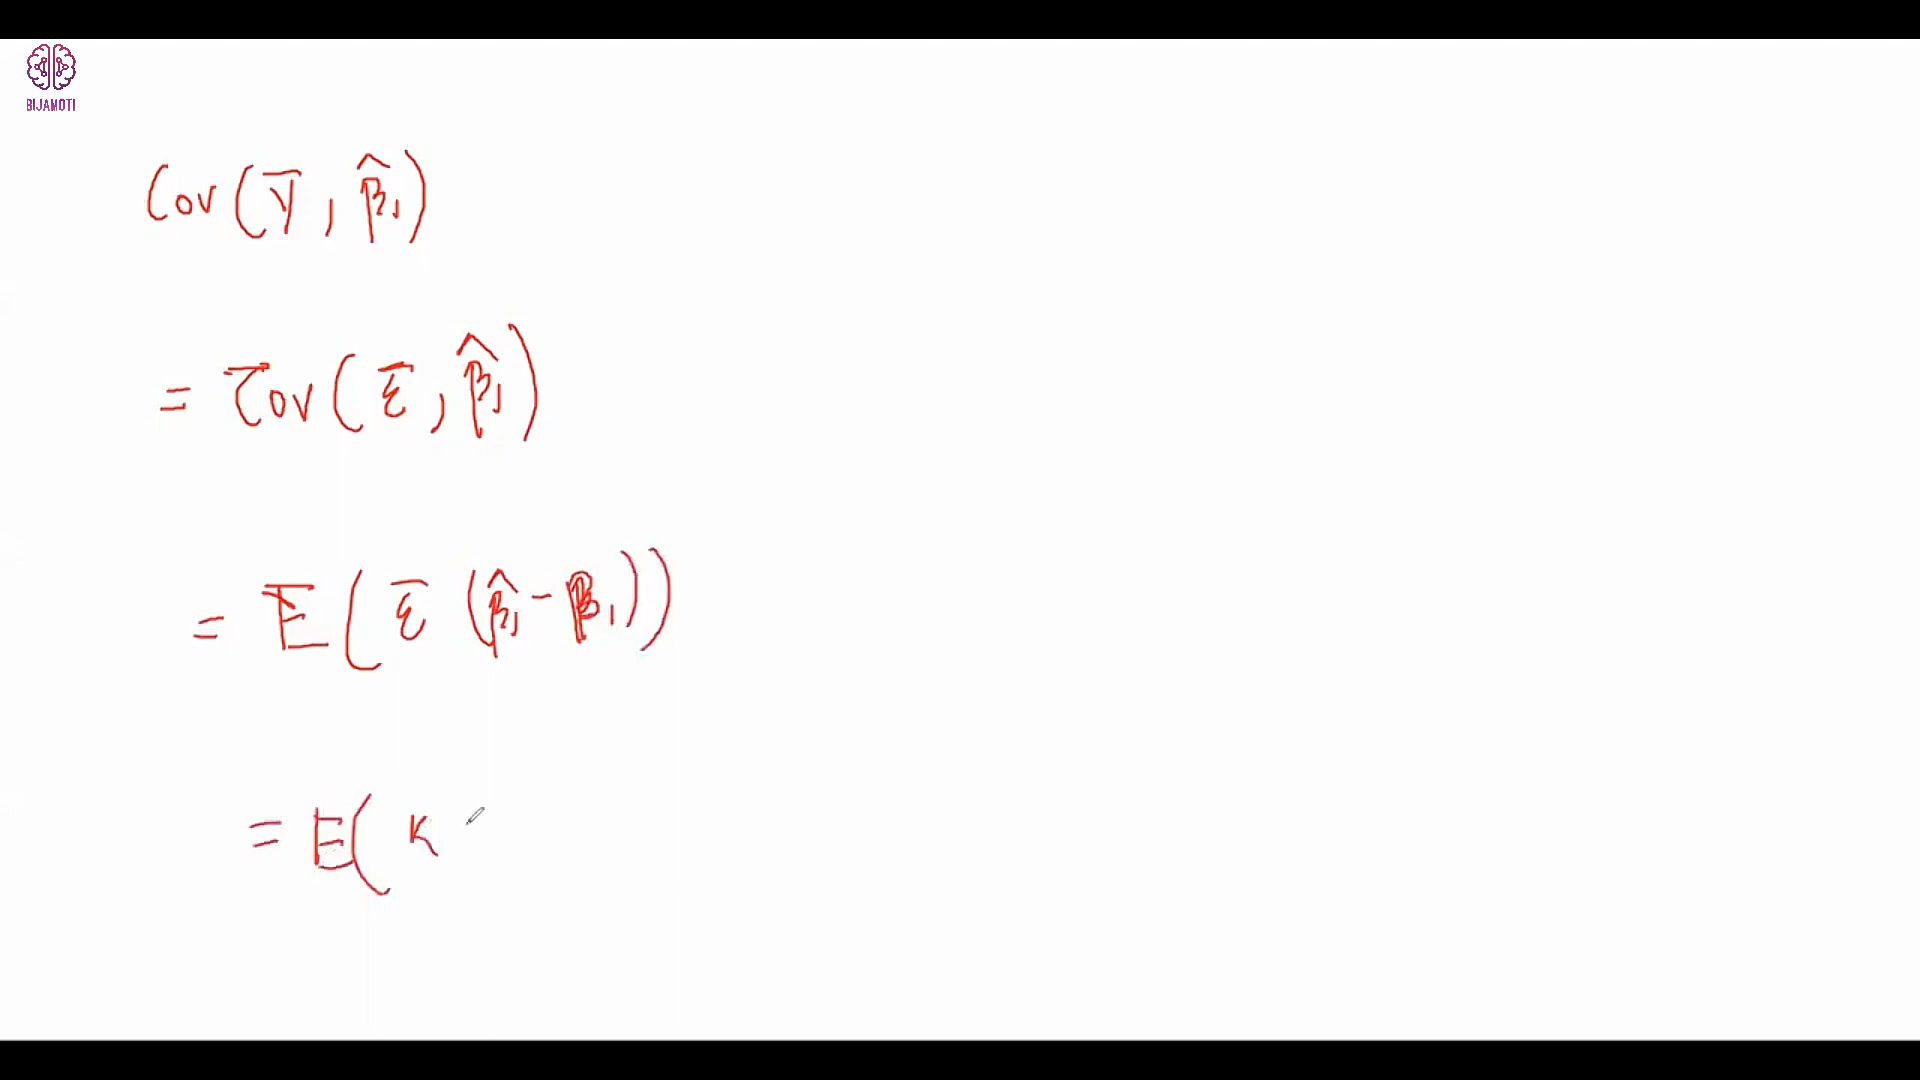 BIJAMOTI
Cov(Ȳ, β̂₁)
= Cov(ε̄, β̂₁)
= E(ε̄ (β̂₁ - β₁))
= E( K